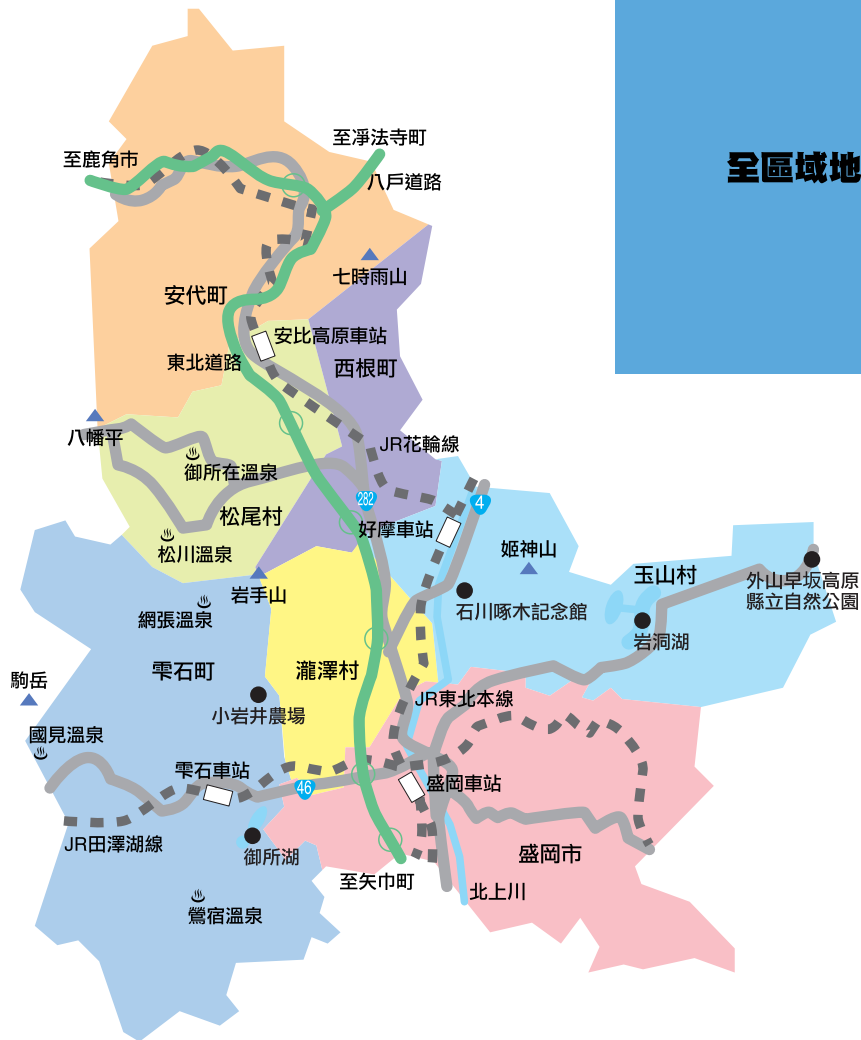 至淨法寺町
至鹿角市
全區域地
八戶道路
七時雨山
安代町
安比高原車站
東北道路
西根町
八幡平
JR花輪線
御所在溫泉
282
4
松尾村
好摩車站
松川溫泉
姬神山
玉山村
外山早坂高原
縣立自然公園
岩手山
石川啄木記念館
網張溫泉
岩洞湖
雫石町
瀧澤村
駒岳
JR東北本線
小岩井農場
國見溫泉
雫石車站
46
盛岡車站
JR田澤湖線
御所湖
盛岡市
至矢巾町
北上川
鶯宿溫泉